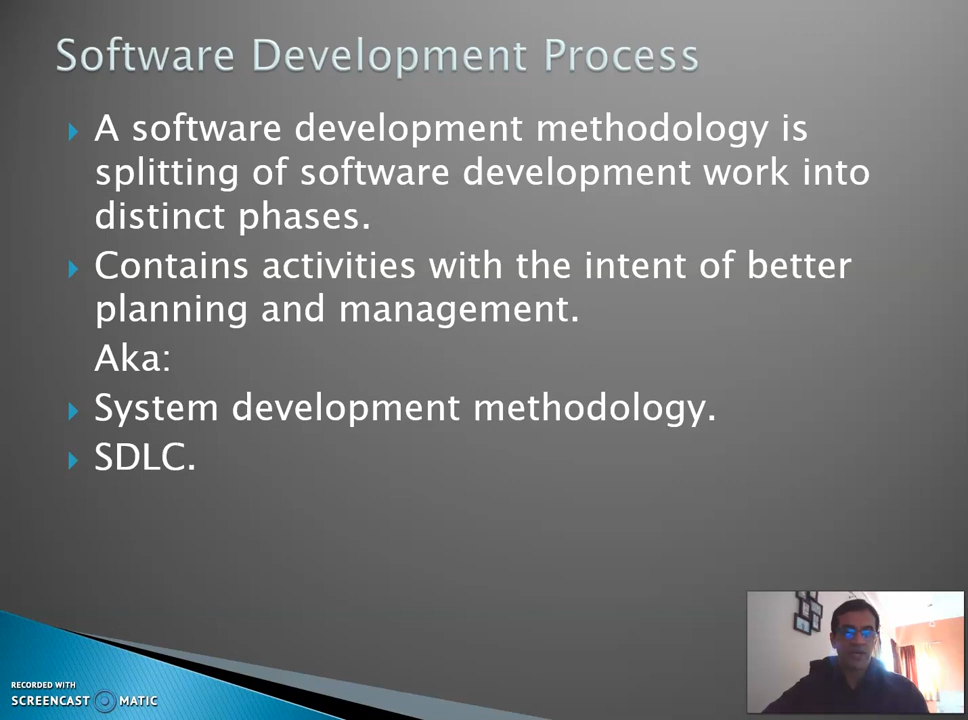 Software Development Process
A software development methodology is
splitting of software development work into
distinct phases.
Contains activities with the intent of better
planning and management.
Aka:
System development methodology.
SDLC.
RECORDED WITH
SCREENCAST MATIC